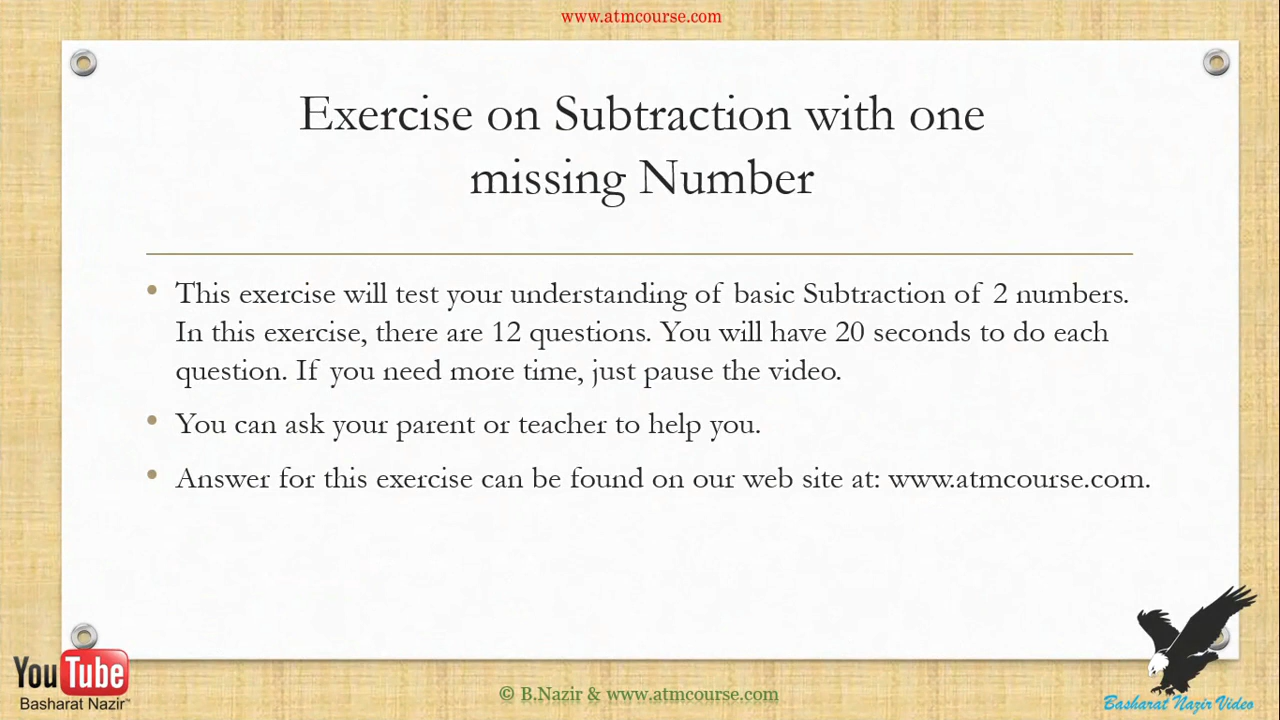 www.atmcourse.com
Exercise on Subtraction with one
missing Number
• This exercise will test your understanding of basic Subtraction of 2 numbers.
In this exercise, there are 12 questions. You will have 20 seconds to do each
question. If you need more time, just pause the video.
• You can ask your parent or teacher to help you.
• Answer for this exercise can be found on our web site at: www.atmcourse.com.
YouTube
Basharat Nazir™
© B.Nazir & www.atmcourse.com
Basharat Nazir Video